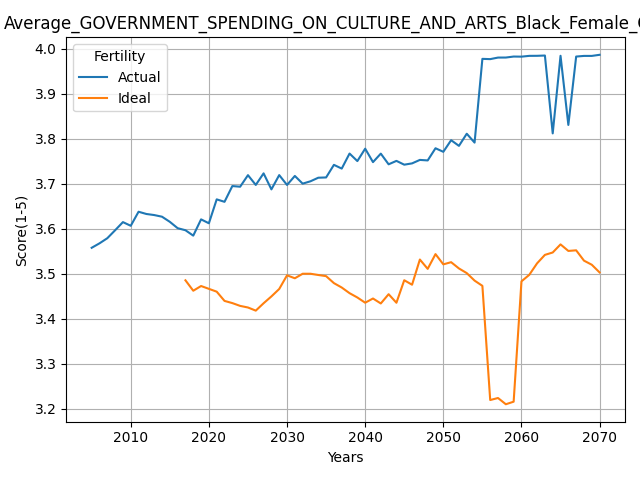 Average_GOVERNMENT_SPENDING_ON_CULTURE_AND_ARTS_Black_Female_
Fertility
Actual
Ideal
4.0
3.9
3.8
3.7
3.6
3.5
3.4
3.3
3.2
Score(1-5)
2010 2020 2030 2040 2050 2060 2070
Years